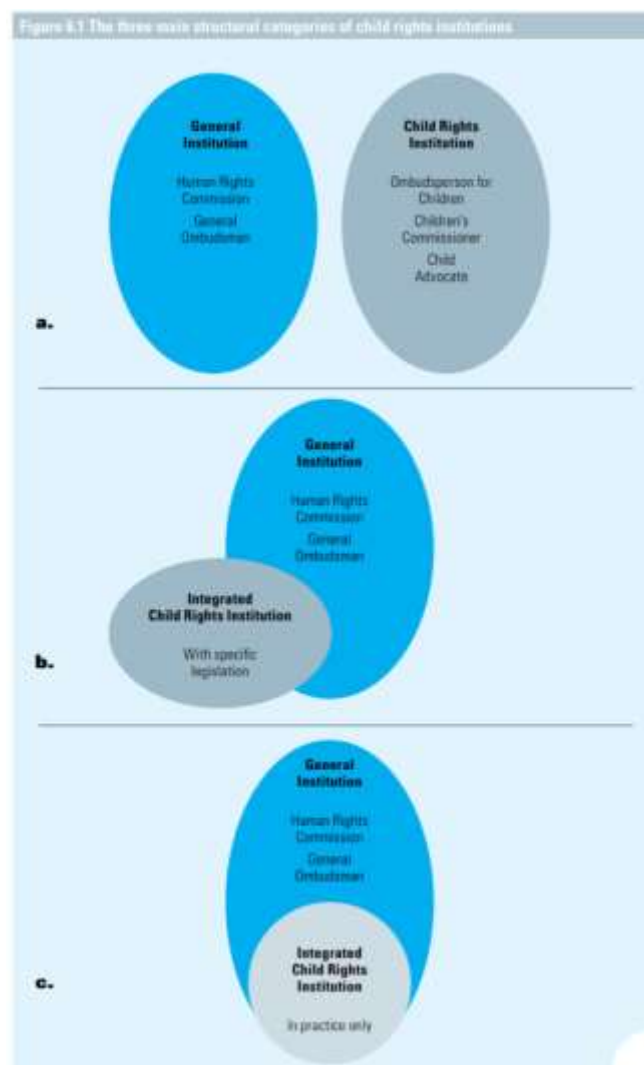 Figure 6.1 The three main structural categories of child rights institutions
General
Institution
Human Rights
Commission
General
Ombudsman
Child Rights
Institution
Ombudsperson for
Children
Children's
Commissioner
Child
Advocate
a.
General
Institution
Human Rights
Commission
General
Ombudsman
Integrated
Child Rights Institution
With specific
legislation
b.
General
Institution
Human Rights
Commission
General
Ombudsman
Integrated
Child Rights
Institution
In practice only
c.